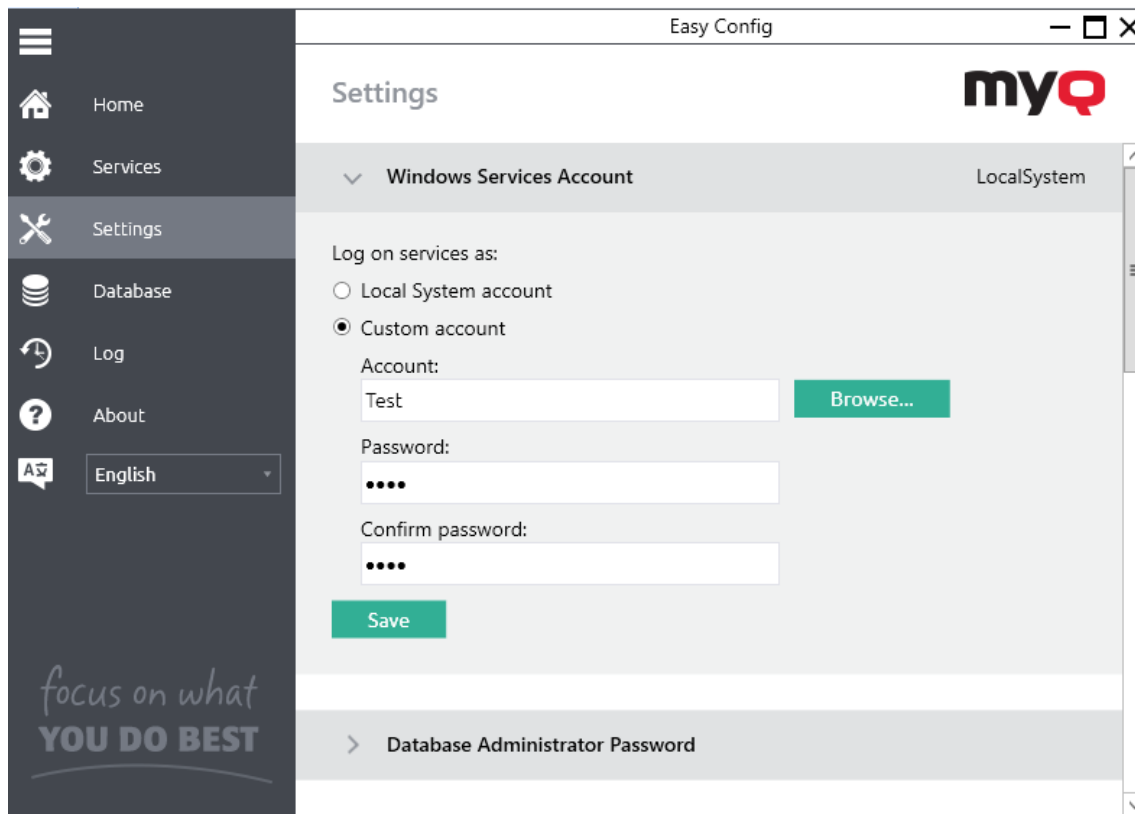 Easy Config
Home
Services
Settings
Database
Log
About
English
focus on what
YOU DO BEST
Settings
myQ
Windows Services Account LocalSystem
Log on services as:
Local System account
Custom account
Account:
Test Browse...
Password:
••••
Confirm password:
••••
Save
Database Administrator Password